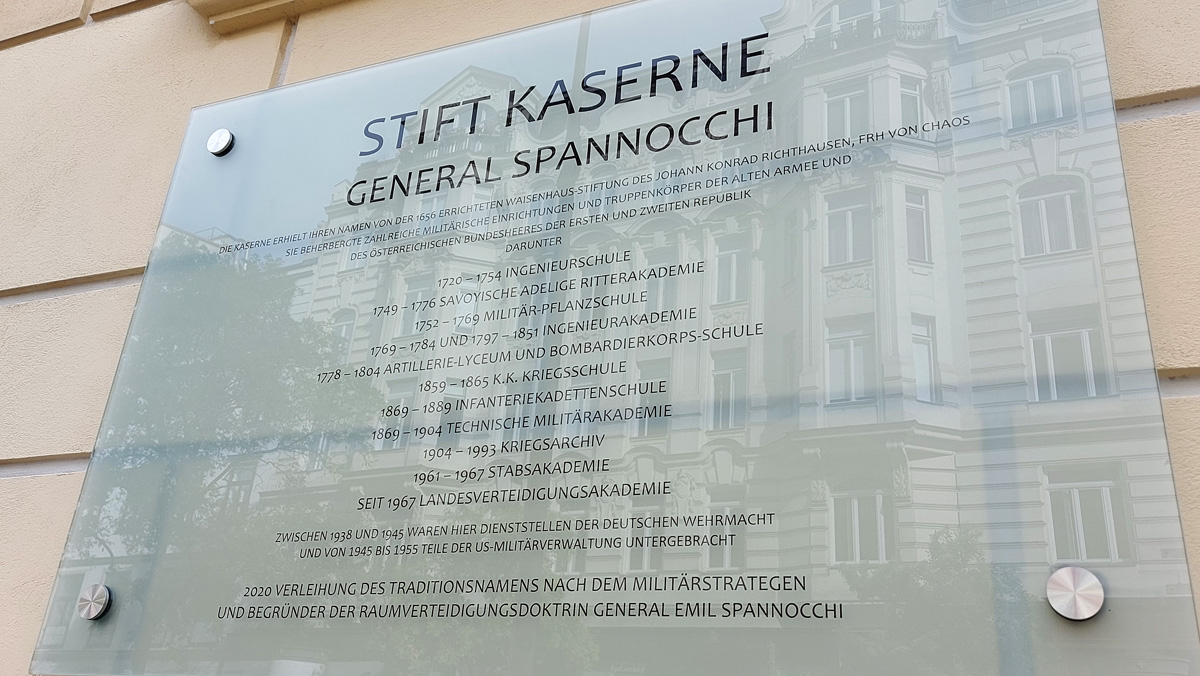 STIFT KASERNE
GENERAL SPANNOCCHI
DIE KASERNE ERHIELT IHREN NAMEN VON DER 1656 ERRICHTETEN WAISENHAUS-STIFTUNG DES JOHANN KONRAD RICHTHAUSEN, FRH VON CHAOS
SIE BEHERBERGTE ZAHLREICHE MILITÄRISCHE EINRICHTUNGEN UND TRUPPENKÖRPER DER ALTEN ARMEE UND
DES ÖSTERREICHISCHEN BUNDESHEERES DER ERSTEN UND ZWEITEN REPUBLIK
DARUNTER
1720 – 1754 INGENIEURSCHULE
1749 – 1776 SAVOYISCHE ADELIGE RITTERAKADEMIE
1752 – 1769 MILITÄR-PFLANZSCHULE
1769 – 1784 UND 1797 – 1851 INGENIEURAKADEMIE
1778 – 1804 ARTILLERIE-LYCEUM UND BOMBARDIERKORPS-SCHULE
1859 – 1865 K.K. KRIEGSSCHULE
1869 – 1889 INFANTERIEKADETTENSCHULE
1869 – 1904 TECHNISCHE MILITÄRAKADEMIE
1904 – 1993 KRIEGSARCHIV
1961 – 1967 STABSAKADEMIE
SEIT 1967 LANDESVERTEIDIGUNGSAKADEMIE
ZWISCHEN 1938 UND 1945 WAREN HIER DIENSTSTELLEN DER DEUTSCHEN WEHRMACHT
UND VON 1945 BIS 1955 TEILE DER US-MILITÄRVERWALTUNG UNTERGEBRACHT
2020 VERLEIHUNG DES TRADITIONSNAMENS NACH DEM MILITÄRSTRATEGEN
UND BEGRÜNDER DER RAUMVERTEIDIGUNGSDOKTRIN GENERAL EMIL SPANNOCCHI